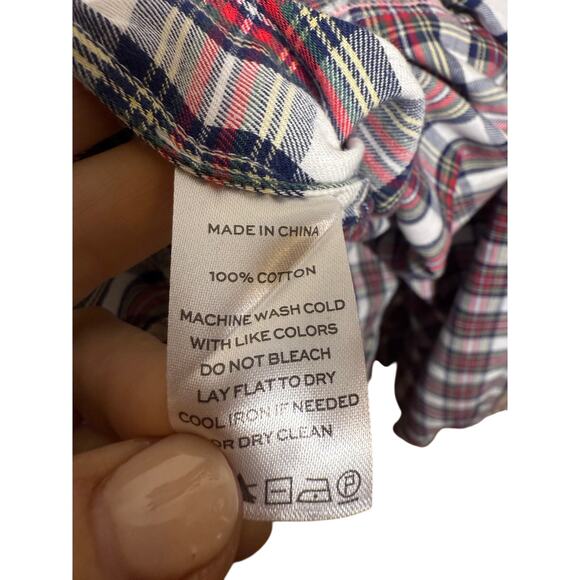 MADE IN CHINA
100% COTTON
MACHINE WASH COLD
WITH LIKE COLORS
DO NOT BLEACH
LAY FLAT TO DRY
COOL IRON IF NEEDED
OR DRY CLEAN
P